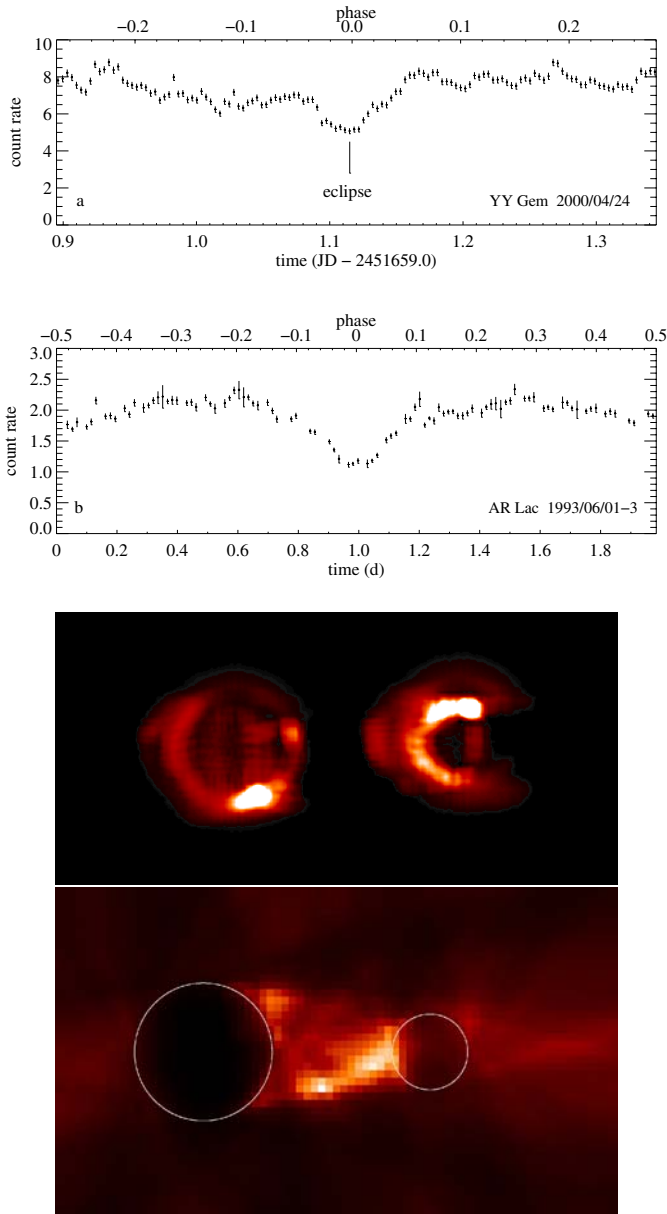 phase
−0.2 −0.1 0.0 0.1 0.2
10
8
6
4
2
0
count rate
eclipse
a
YY Gem 2000/04/24
0.9 1.0 1.1 1.2 1.3
time (JD − 2451659.0)
phase
−0.5 −0.4 −0.3 −0.2 −0.1 0 0.1 0.2 0.3 0.4 0.5
3.0
2.5
2.0
1.5
1.0
0.5
0.0
count rate
b
AR Lac 1993/06/01−3
0 0.2 0.4 0.6 0.8 1.0 1.2 1.4 1.6 1.8
time (d)